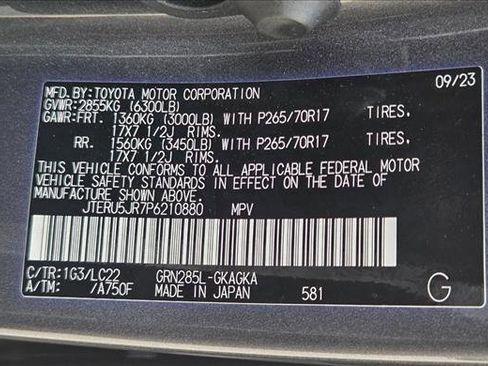 MFD.BY:TOYOTA MOTOR CORPORATION 09/23
GVWR:2855KG (6300LB)
GAWR:FRT. 1360KG (3000LB) WITH P265/70R17 TIRES.
17X7 1/2J RIMS.
RR. 1560KG (3450LB) WITH P265/70R17 TIRES.
17X7 1/2J RIMS.
THIS VEHICLE CONFORMS TO ALL APPLICABLE FEDERAL MOTOR
VEHICLE SAFETY STANDARDS IN EFFECT ON THE DATE OF
MANUFACTURE SHOWN ABOVE.
JTERU5JR7P6210880 MPV
C/TR:1G3/LC22 GRN285L-GKAGKA
A/TM: /A750F MADE IN JAPAN 581 G